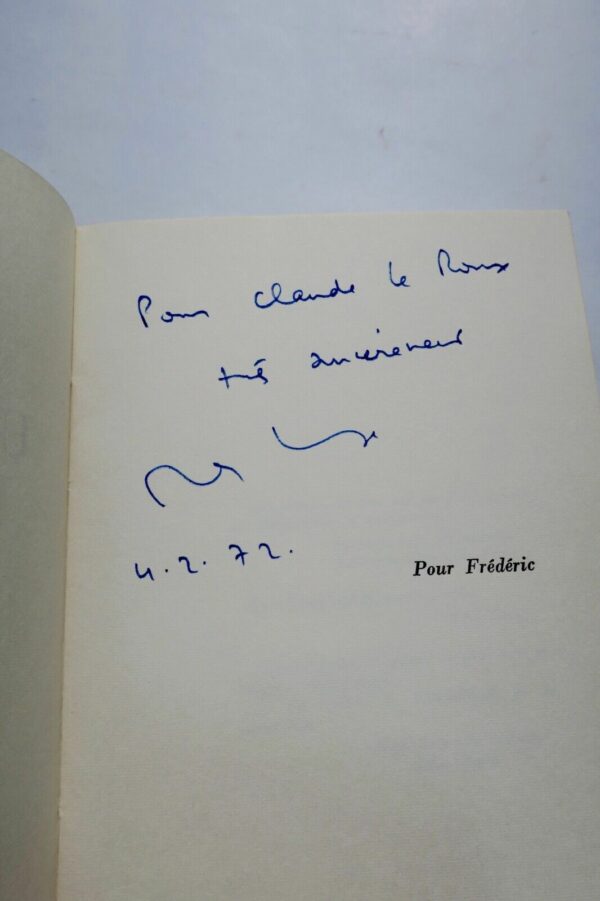 Pour Claude le Roux
très sincèrement
4.2.72.
Pour Frédéric